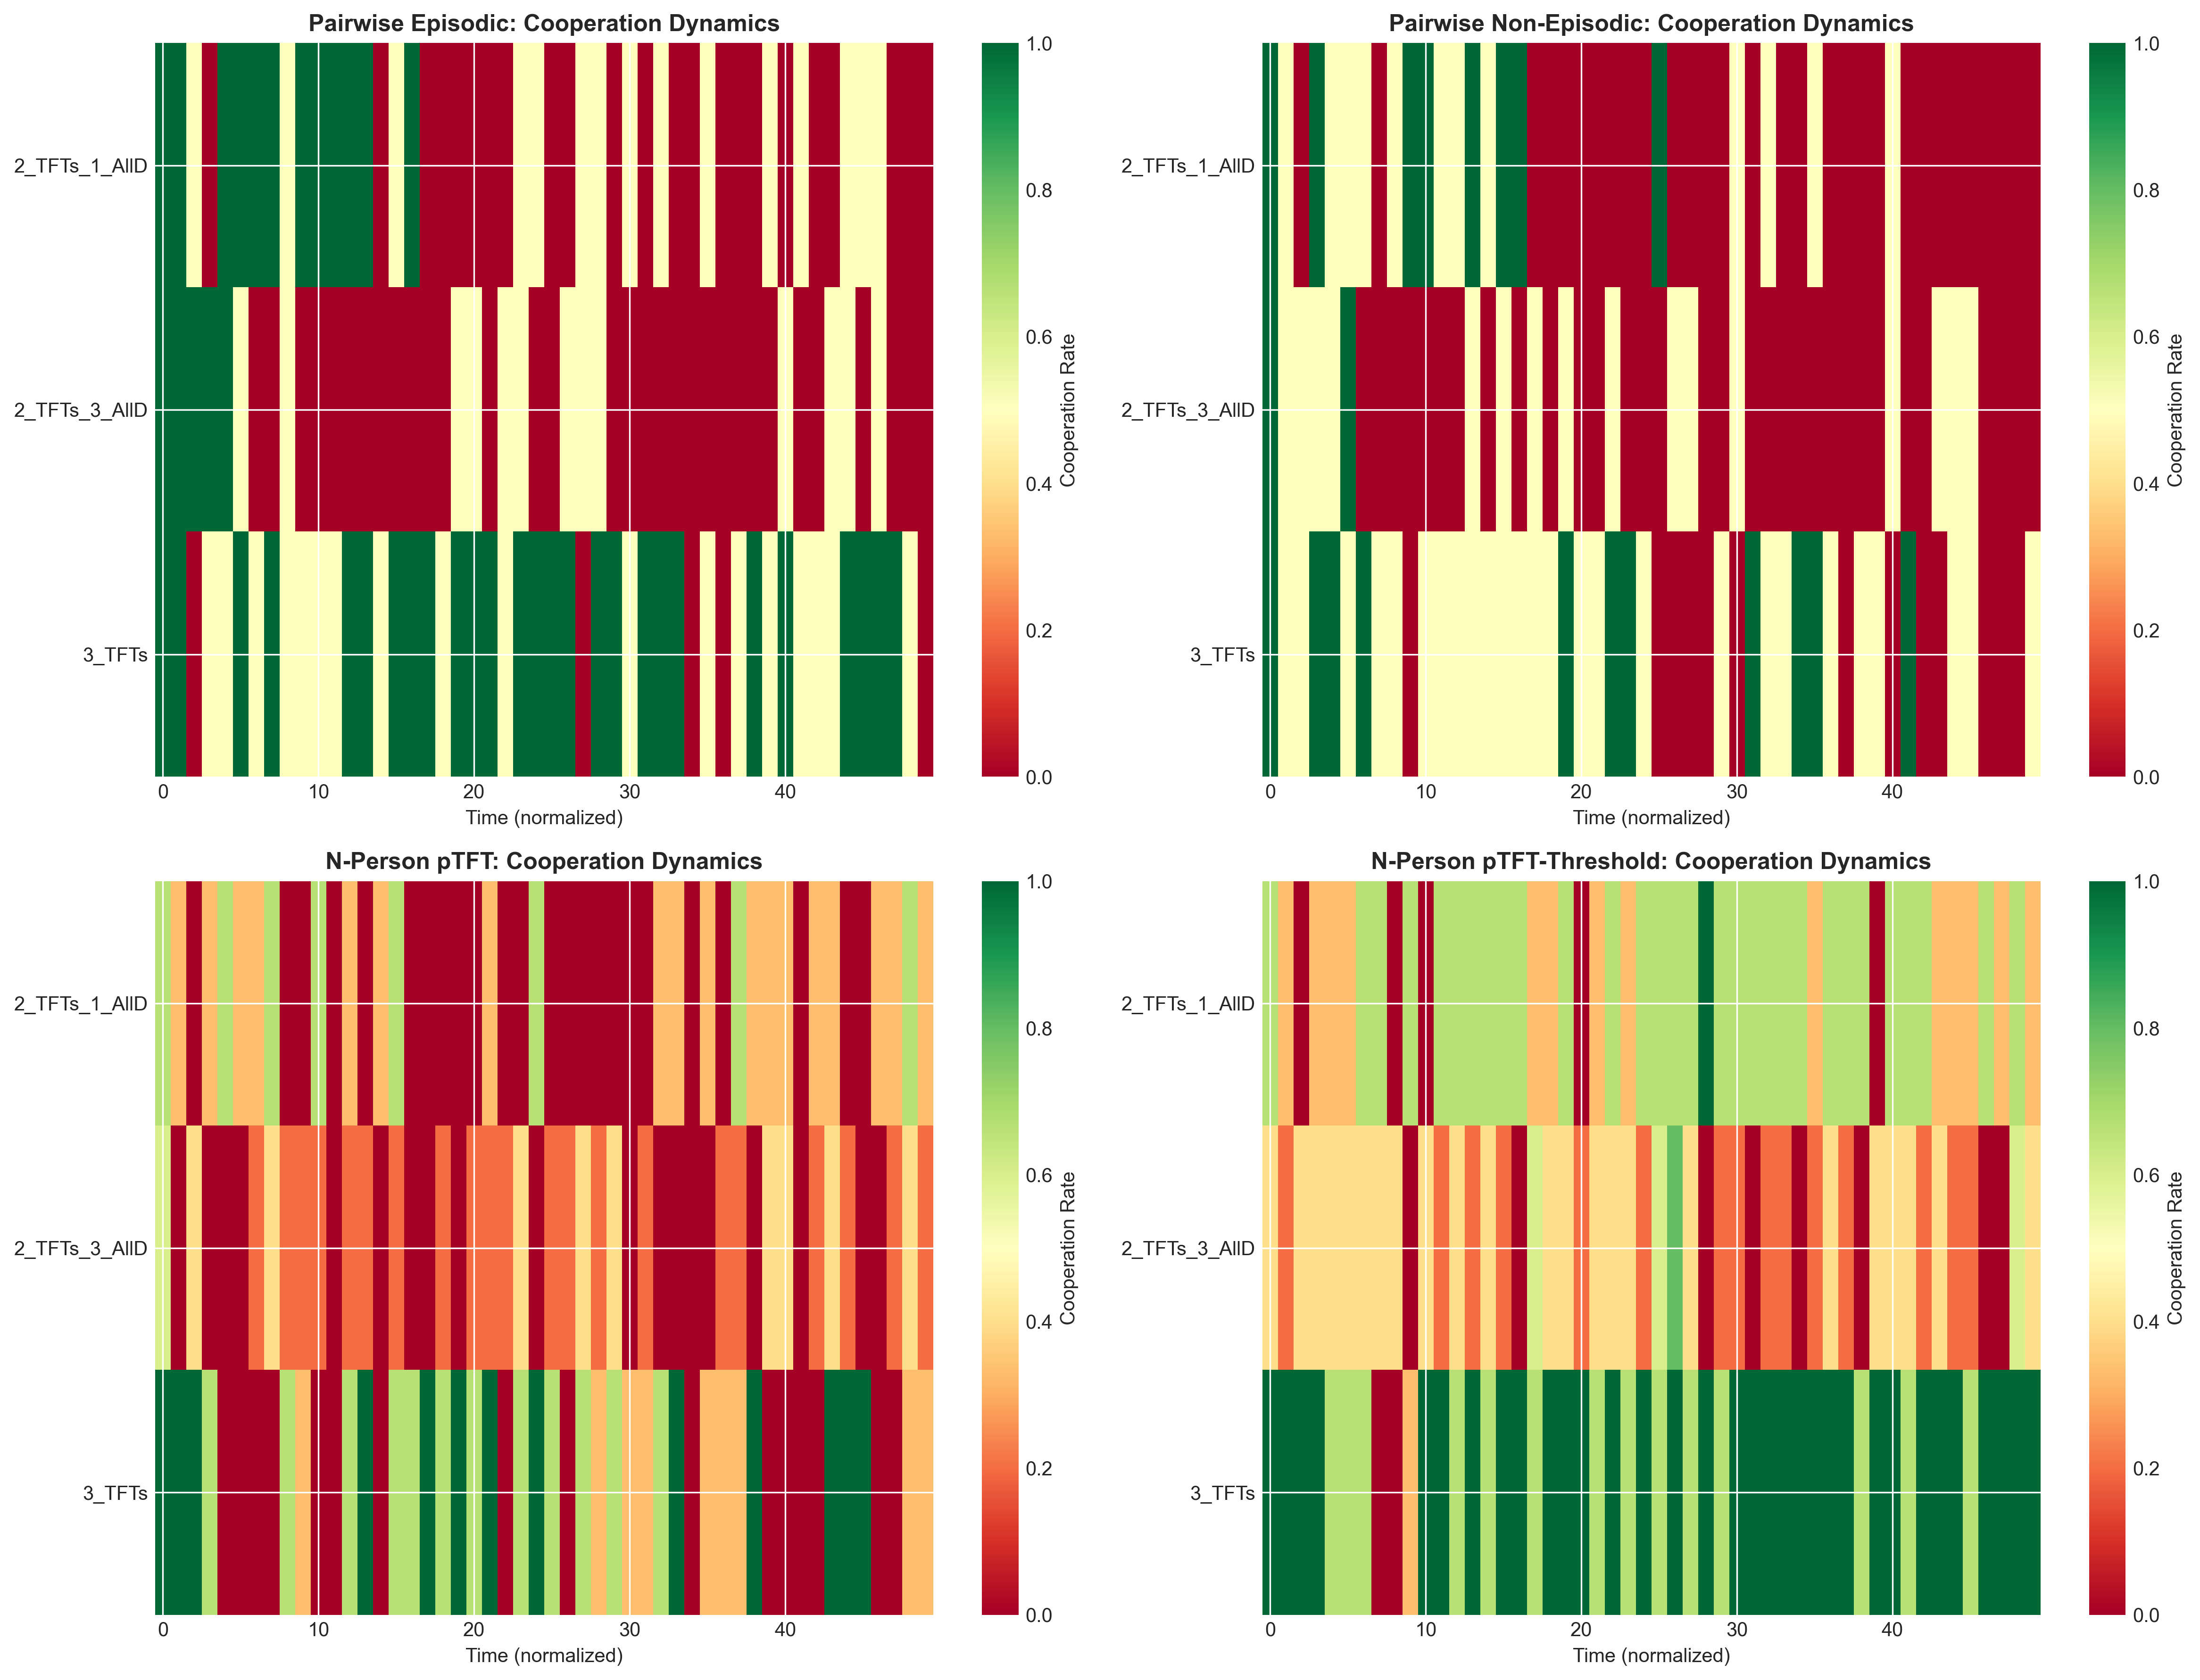 Pairwise Episodic: Cooperation Dynamics
2_TFTs_1_AllD
2_TFTs_3_AllD
3_TFTs
0 10 20 30 40
Time (normalized)
1.0
0.8
0.6
0.4
0.2
0.0
Cooperation Rate
Pairwise Non-Episodic: Cooperation Dynamics
2_TFTs_1_AllD
2_TFTs_3_AllD
3_TFTs
0 10 20 30 40
Time (normalized)
1.0
0.8
0.6
0.4
0.2
0.0
Cooperation Rate
N-Person pTFT: Cooperation Dynamics
2_TFTs_1_AllD
2_TFTs_3_AllD
3_TFTs
0 10 20 30 40
Time (normalized)
1.0
0.8
0.6
0.4
0.2
0.0
Cooperation Rate
N-Person pTFT-Threshold: Cooperation Dynamics
2_TFTs_1_AllD
2_TFTs_3_AllD
3_TFTs
0 10 20 30 40
Time (normalized)
1.0
0.8
0.6
0.4
0.2
0.0
Cooperation Rate